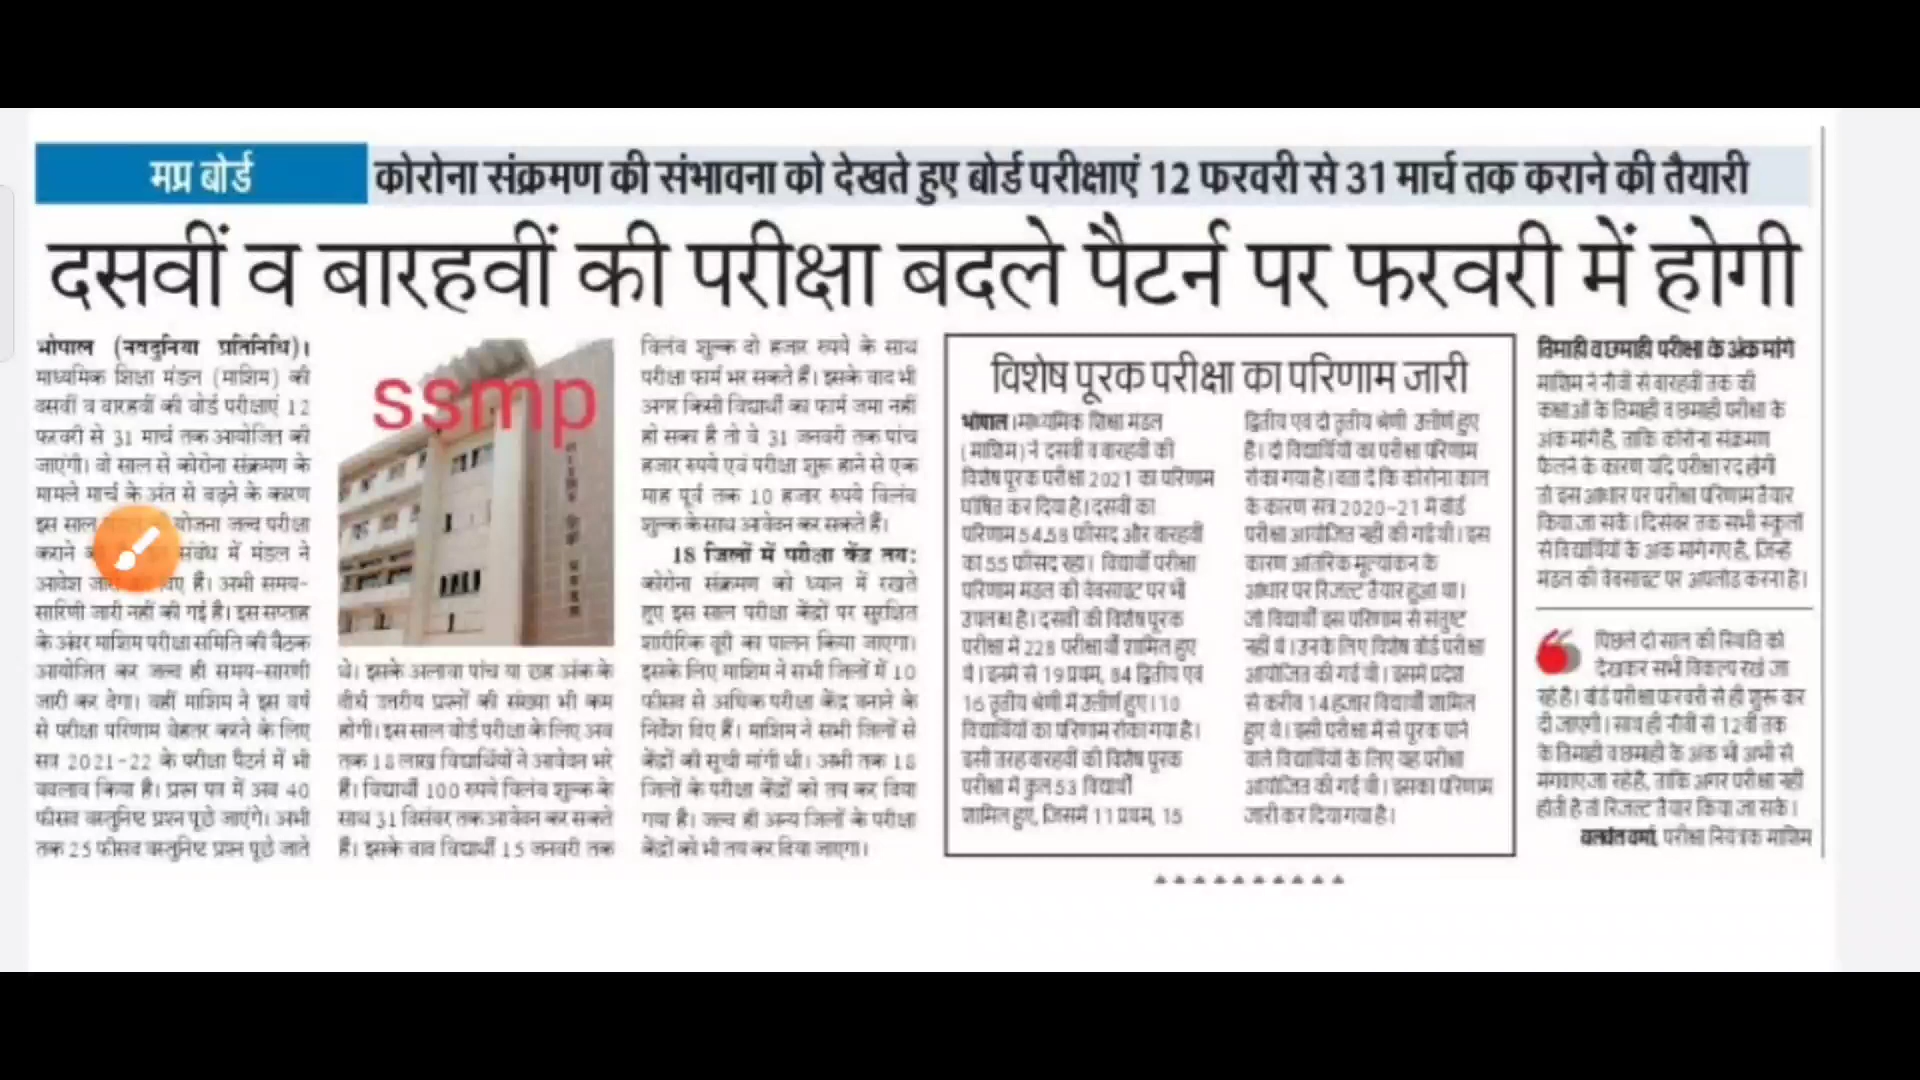 मप्र बोर्ड
कोरोना संक्रमण की संभावना को देखते हुए बोर्ड परीक्षाएं 12 फरवरी से 31 मार्च तक कराने की तैयारी
दसवीं व बारहवीं की परीक्षा बदले पैटर्न पर फरवरी में होगी
भोपाल (नवदुनिया प्रतिनिधि)।
माध्यमिक शिक्षा मंडल (माशिम) की
दसवीं व बारहवीं की बोर्ड परीक्षाएं 12
फरवरी से 31 मार्च तक आयोजित की
जाएंगी। दो साल से कोरोना संक्रमण के
मामले मार्च के अंत से बढ़ने के कारण
इस साल योजना जल्द परीक्षा
कराने संबंध में मंडल ने
आदेश हैं। अभी समय-
सारिणी जारी नहीं की गई है। इस सप्ताह
के अंदर माशिम परीक्षा समिति की बैठक
आयोजित कर जल्द ही समय-सारणी
जारी कर देगा। वहीं माशिम ने इस वर्ष
से परीक्षा परिणाम बेहतर करने के लिए
सत्र 2021-22 के परीक्षा पैटर्न में भी
बदलाव किया है। प्रश्न पत्र में अब 40
फीसद वस्तुनिष्ट प्रश्न पूछे जाएंगे। अभी
तक 25 फीसद वस्तुनिष्ट प्रश्न पूछे जाते
ssmp
थे। इसके अलावा पांच या छह अंक के
दीर्घ उत्तरीय प्रश्नों की संख्या भी कम
होगी। इस साल बोर्ड परीक्षा के लिए अब
तक 18 लाख विद्यार्थियों ने आवेदन भरे
हैं। विद्यार्थी 100 रुपये विलंब शुल्क के
साथ 31 दिसंबर तक आवेदन कर सकते
हैं। इसके बाद विद्यार्थी 15 जनवरी तक
विलंब शुल्क दो हजार रुपये के साथ
परीक्षा फार्म भर सकते हैं। इसके बाद भी
अगर किसी विद्यार्थी का फार्म जमा नहीं
हो सका है तो वे 31 जनवरी तक पांच
हजार रुपये एवं परीक्षा शुरू होने से एक
माह पूर्व तक 10 हजार रुपये विलंब
शुल्क के साथ आवेदन कर सकते हैं।
18 जिलों में परीक्षा केंद्र तय:
कोरोना संक्रमण को ध्यान में रखते
हुए इस साल परीक्षा केंद्रों पर सुरक्षित
शारीरिक दूरी का पालन किया जाएगा।
इसके लिए माशिम ने सभी जिलों में 10
फीसद से अधिक परीक्षा केंद्र बनाने के
निर्देश दिए हैं। माशिम ने सभी जिलों से
केंद्रों की सूची मांगी थी। अभी तक 18
जिलों के परीक्षा केंद्रों को तय कर दिया
गया है। जल्द ही अन्य जिलों के परीक्षा
केंद्रों को भी तय कर दिया जाएगा।
विशेष पूरक परीक्षा का परिणाम जारी
भोपाल। माध्यमिक शिक्षा मंडल
(माशिम) ने दसवीं व बारहवीं की
विशेष पूरक परीक्षा 2021 का परिणाम
घोषित कर दिया है। दसवीं का
परिणाम 54.58 फीसद और बारहवीं
का 55 फीसद रहा। विद्यार्थी परीक्षा
परिणाम मंडल की वेबसाइट पर भी
उपलब्ध है। दसवीं की विशेष पूरक
परीक्षा में 228 परीक्षार्थी शामिल हुए
थे। इनमें से 19 प्रथम, 84 द्वितीय एवं
16 तृतीय श्रेणी में उत्तीर्ण हुए। 10
विद्यार्थियों का परिणाम रोका गया है।
इसी तरह बारहवीं की विशेष पूरक
परीक्षा में कुल 53 विद्यार्थी
शामिल हुए, जिसमें 11 प्रथम, 15
द्वितीय एवं दो तृतीय श्रेणी उत्तीर्ण हुए
हैं। दो विद्यार्थियों का परीक्षा परिणाम
रोका गया है। बता दें कि कोरोना काल
के कारण सत्र 2020-21 में बोर्ड
परीक्षा आयोजित नहीं की गई थी। इस
कारण आंतरिक मूल्यांकन के
आधार पर रिजल्ट तैयार हुआ था।
जो विद्यार्थी इस परिणाम से संतुष्ट
नहीं थे। उनके लिए विशेष बोर्ड परीक्षा
आयोजित की गई थी। इसमें प्रदेश
से करीब 14 हजार विद्यार्थी शामिल
हुए थे। इसी परीक्षा में से पूरक पाने
वाले विद्यार्थियों के लिए यह परीक्षा
आयोजित की गई थी। इसका परिणाम
जारी कर दिया गया है।
तिमाही व छमाही परीक्षा के अंक मांगे
माशिम ने नौवीं से बारहवीं तक की
कक्षाओं के तिमाही व छमाही परीक्षा के
अंक मांगे हैं, ताकि कोरोना संक्रमण
फैलने के कारण यदि परीक्षा रद होगी
तो इस आधार पर परीक्षा परिणाम तैयार
किया जा सके। दिसंबर तक सभी स्कूलों
से विद्यार्थियों के अंक मांगे गए हैं, जिन्हें
मंडल की वेबसाइट पर अपलोड करना है।
पिछले दो साल की स्थिति को
देखकर सभी विकल्प रखे जा
रहे हैं। बोर्ड परीक्षा फरवरी से ही शुरू कर
दी जाएगी। साथ ही नौवीं से 12वीं तक
के तिमाही व छमाही के अंक भी अभी से
मंगवाए जा रहे हैं, ताकि अगर परीक्षा नहीं
होती है तो रिजल्ट तैयार किया जा सके।
बलवंत वर्मा, परीक्षा नियंत्रक माशिम